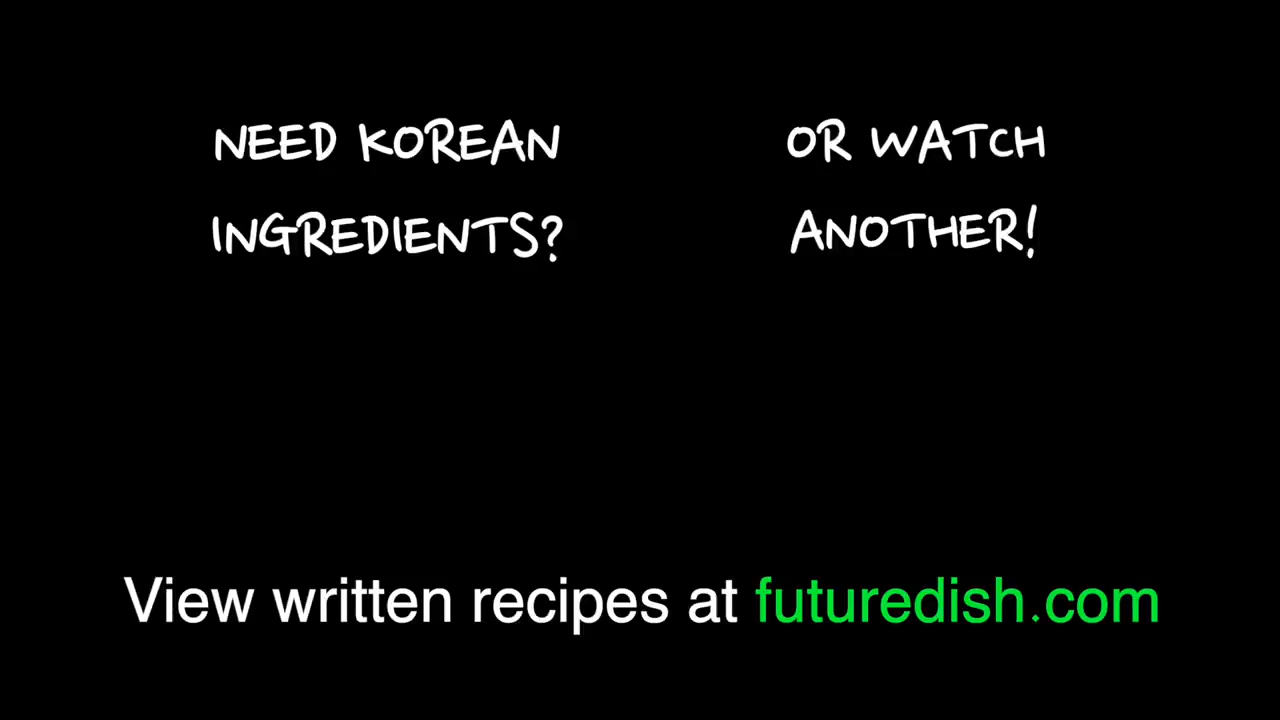 NEED KOREAN
INGREDIENTS?
OR WATCH
ANOTHER!
View written recipes at futuredish.com